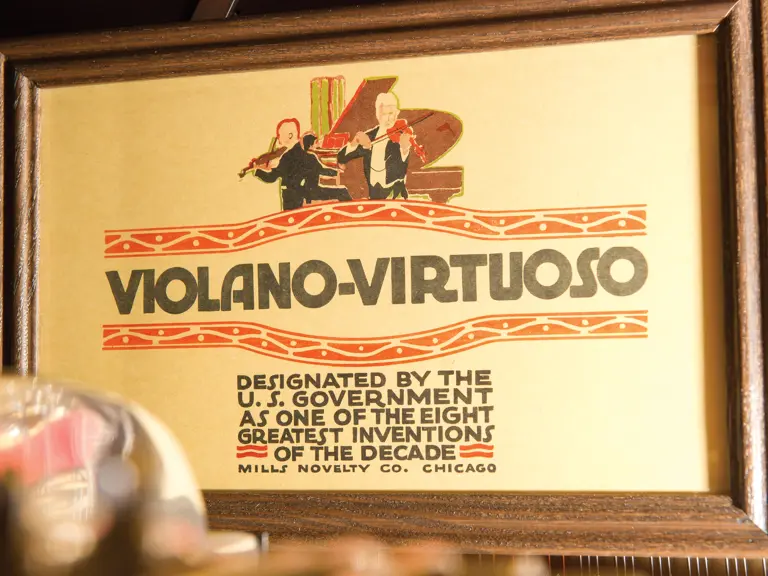 VIOLANO-VIRTUOSO
DESIGNATED BY THE
U. S. GOVERNMENT
AS ONE OF THE EIGHT
GREATEST INVENTIONS
OF THE DECADE
MILLS NOVELTY CO. CHICAGO